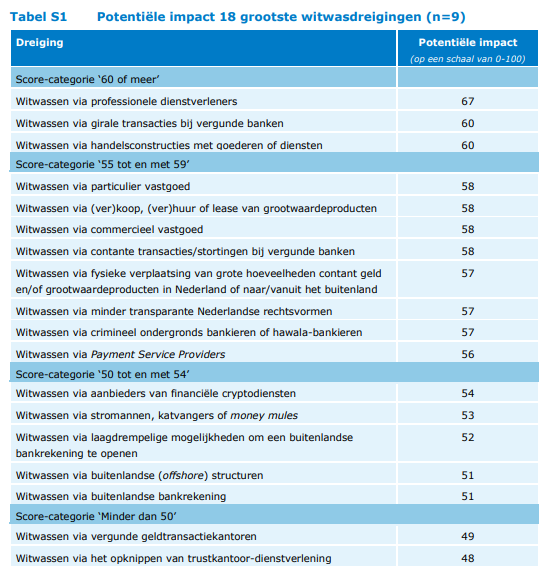 Tabel S1 Potentiële impact 18 grootste witwasdreigingen (n=9)
Dreiging Potentiële impact
(op een schaal van 0-100)
Score-categorie ‘60 of meer’
Witwassen via professionele dienstverleners 67
Witwassen via girale transacties bij vergunde banken 60
Witwassen via handelsconstructies met goederen of diensten 60
Score-categorie ‘55 tot en met 59’
Witwassen via particulier vastgoed 58
Witwassen via (ver)koop, (ver)huur of lease van grootwaardeproducten 58
Witwassen via commercieel vastgoed 58
Witwassen via contante transacties/stortingen bij vergunde banken 58
Witwassen via fysieke verplaatsing van grote hoeveelheden contant geld 57
en/of grootwaardeproducten in Nederland of naar/vanuit het buitenland
Witwassen via minder transparante Nederlandse rechtsvormen 57
Witwassen via crimineel ondergronds bankieren of hawala-bankieren 57
Witwassen via Payment Service Providers 56
Score-categorie ‘50 tot en met 54’
Witwassen via aanbieders van financiële cryptodiensten 54
Witwassen via stromannen, katvangers of money mules 53
Witwassen via laagdrempelige mogelijkheden om een buitenlandse 52
bankrekening te openen
Witwassen via buitenlandse (offshore) structuren 51
Witwassen via buitenlandse bankrekening 51
Score-categorie ‘Minder dan 50’
Witwassen via vergunde geldtransactiekantoren 49
Witwassen via het opknippen van trustkantoor-dienstverlening 48